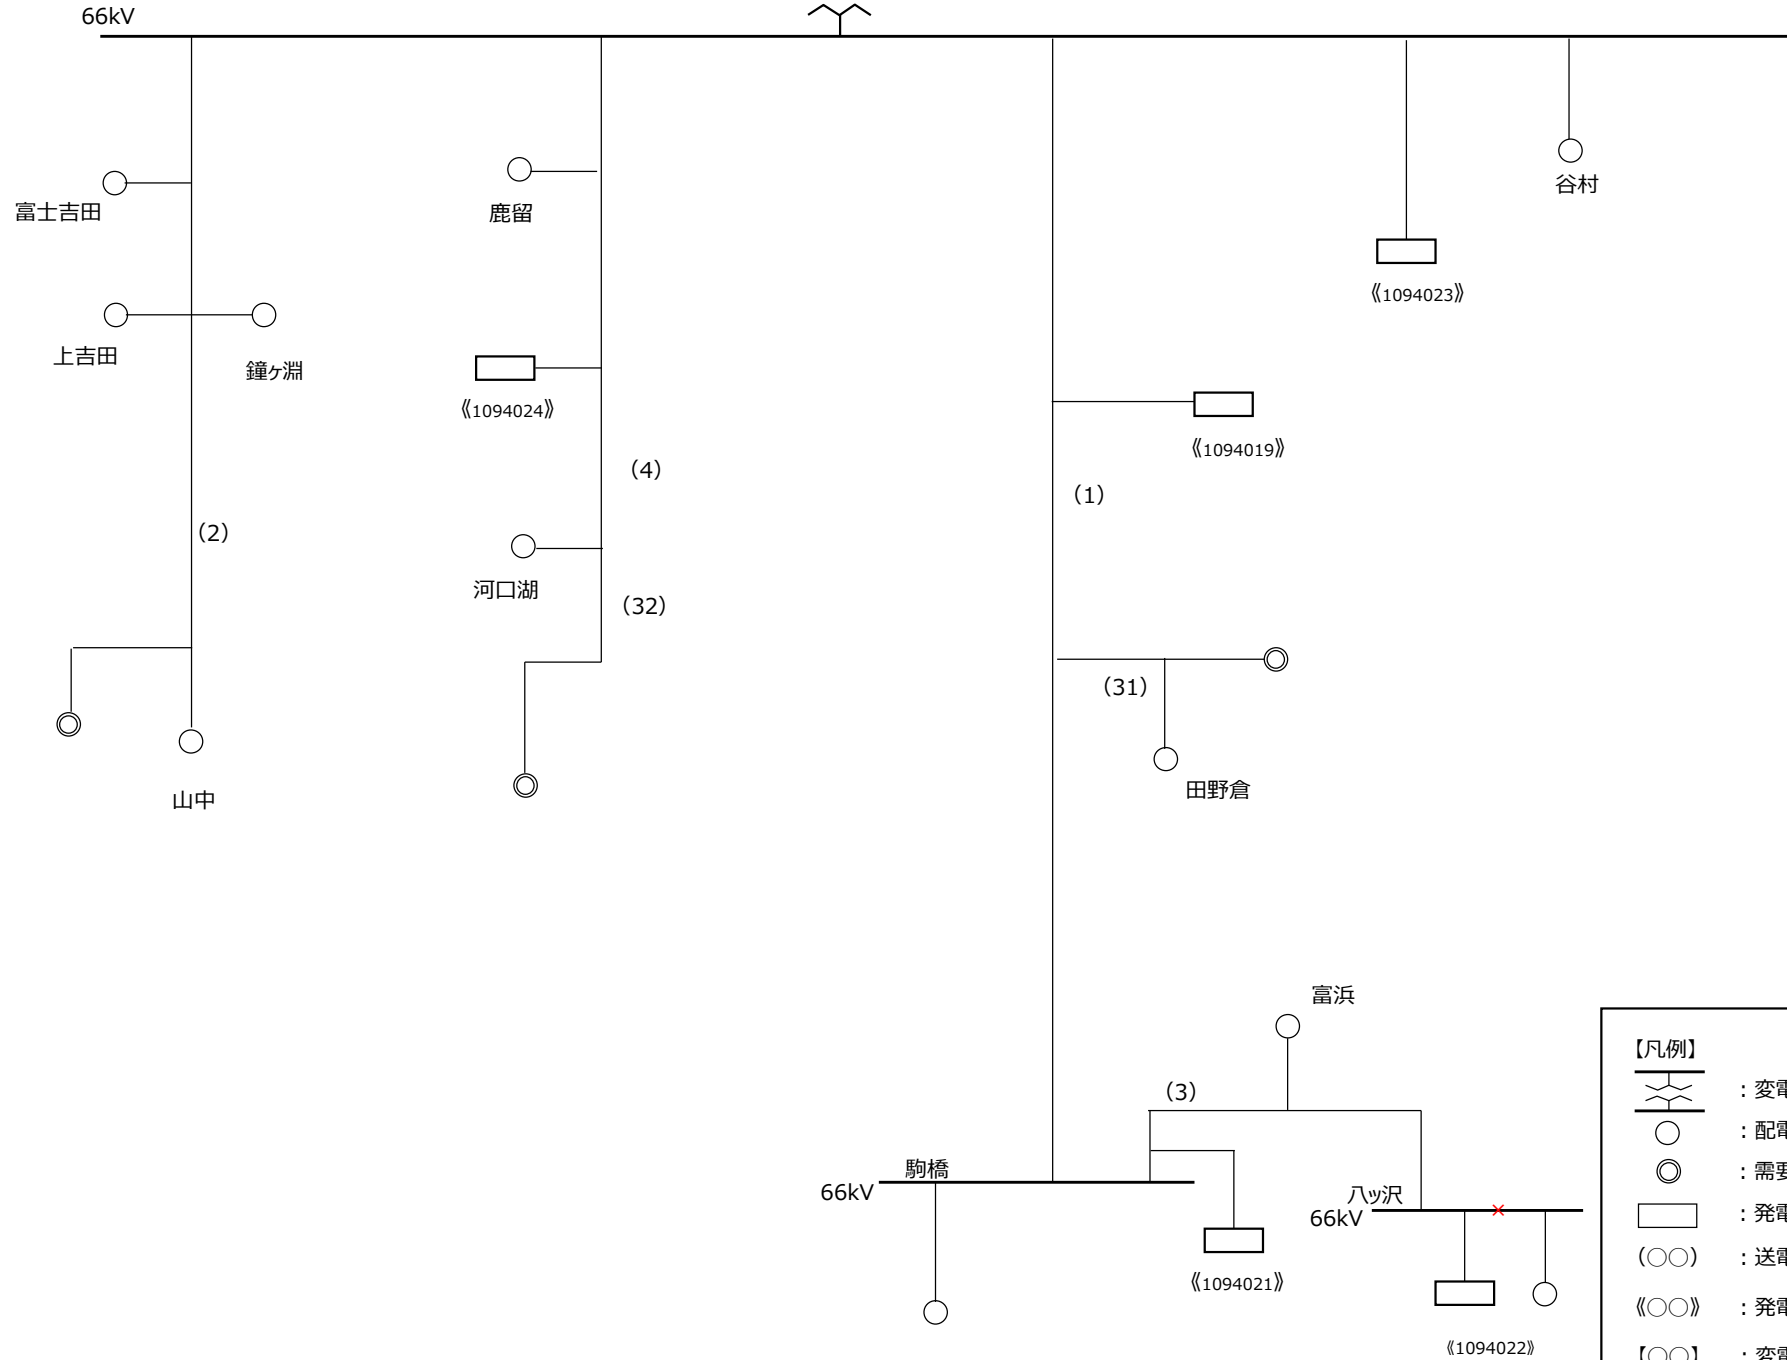 66kV
谷村
富士吉田
鹿留
《1094023》
上吉田
鐘ヶ淵
《1094024》
《1094019》
(4)
(1)
(2)
河口湖
(32)
(31)
田野倉
山中
富浜
【凡例】
(3)
:変電
:配電
:需要
駒橋
66kV
八ッ沢
66kV
:発電
(○○) :送電
《1094021》
《○○》 :発電
《1094022》
【○○】 :変電